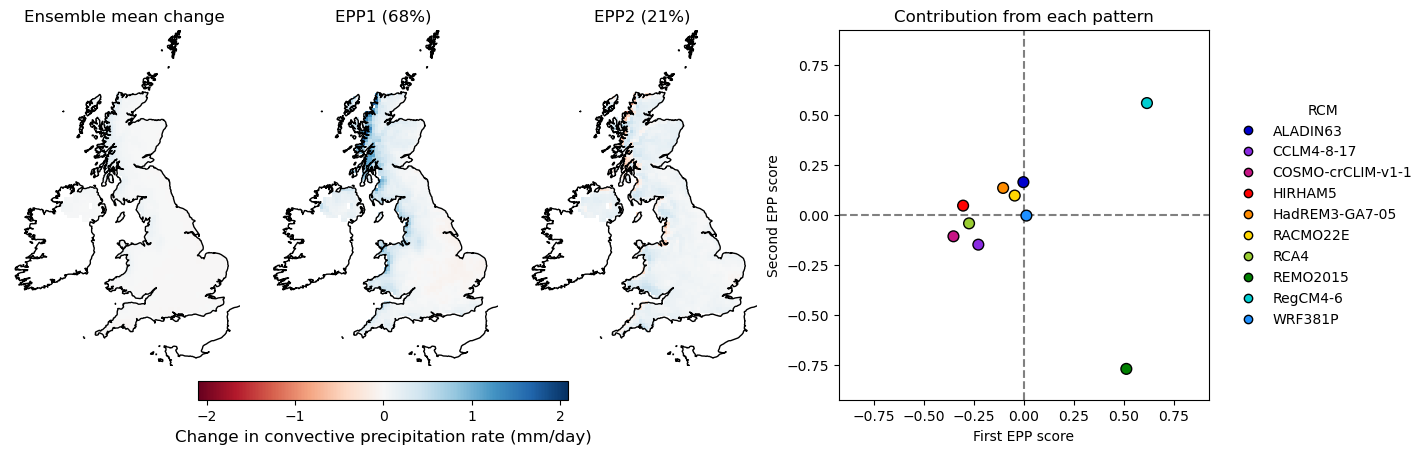 Ensemble mean change
EPP1 (68%)
EPP2 (21%)
−2
−1
0
1
2
Change in convective precipitation rate (mm/day)
Contribution from each pattern
Second EPP score
0.75
0.50
0.25
0.00
−0.25
−0.50
−0.75
−0.75
−0.50
−0.25
0.00
0.25
0.50
0.75
First EPP score
RCM
ALADIN63
CCLM4-8-17
COSMO-crCLIM-v1-1
HIRHAM5
HadREM3-GA7-05
RACMO22E
RCA4
REMO2015
RegCM4-6
WRF381P